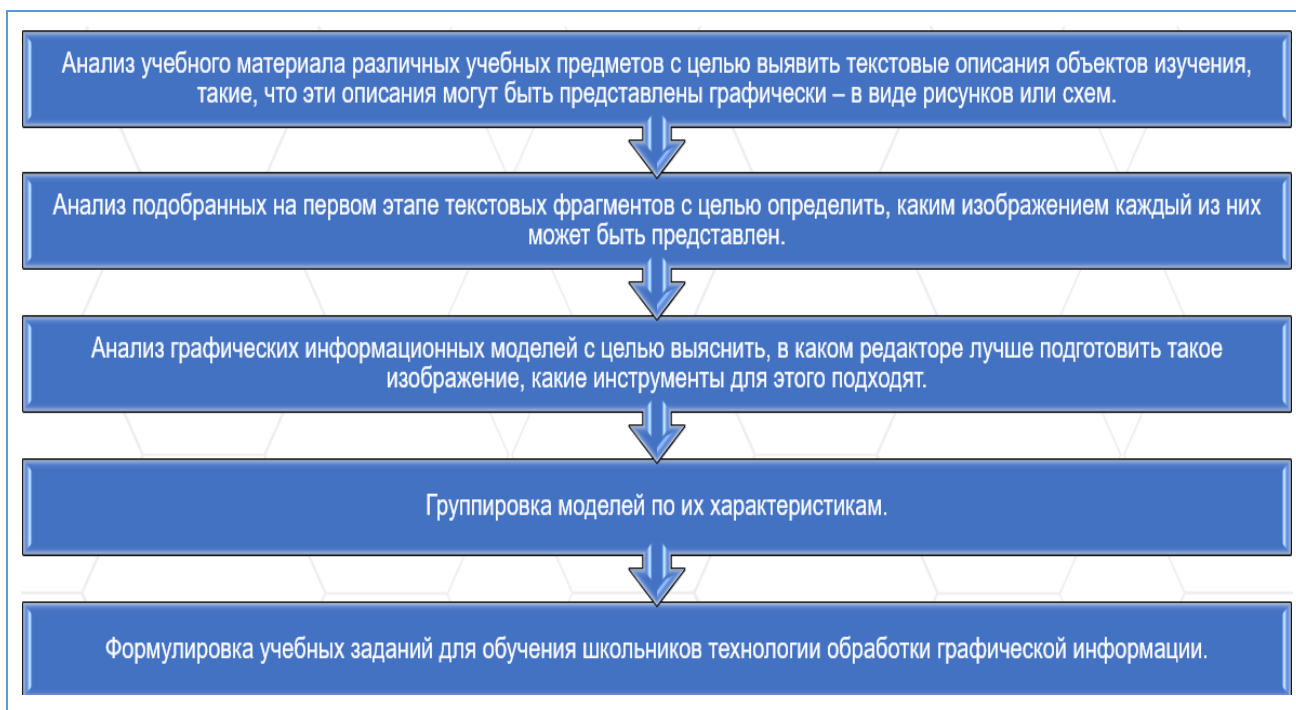 Анализ учебного материала различных учебных предметов с целью выявить текстовые описания объектов изучения,
такие, что эти описания могут быть представлены графически – в виде рисунков или схем.
Анализ подобранных на первом этапе текстовых фрагментов с целью определить, каким изображением каждый из них
может быть представлен.
Анализ графических информационных моделей с целью выяснить, в каком редакторе лучше подготовить такое
изображение, какие инструменты для этого подходят.
Группировка моделей по их характеристикам.
Формулировка учебных заданий для обучения школьников технологии обработки графической информации.